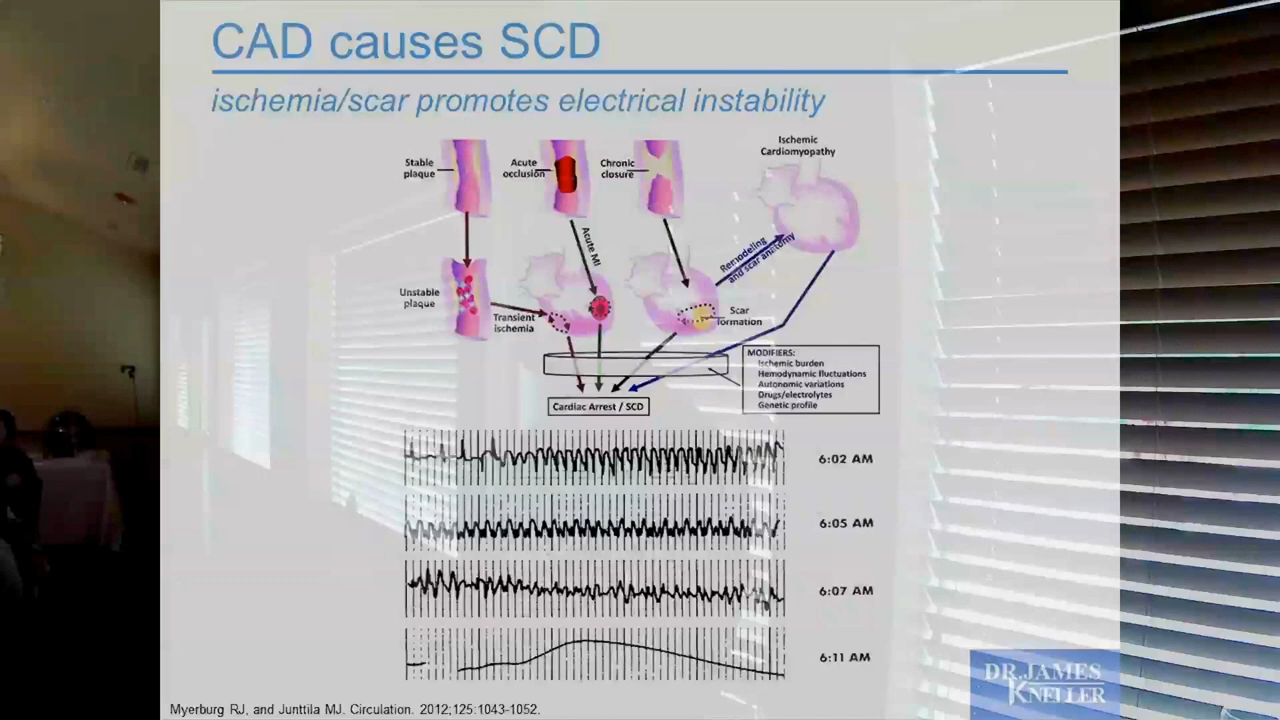 CAD causes SCD
ischemia/scar promotes electrical instability
Stable
plaque
Acute
occlusion
Chronic
closure
Ischemic
Cardiomyopathy
Acute MI
Remodeling
and scar anatomy
Unstable
plaque
Transient
ischemia
Scar
formation
MODIFIERS:
Ischemic burden
Hemodynamic fluctuations
Autonomic variations
Drugs/electrolytes
Genetic profile
Cardiac Arrest / SCD
6:02 AM
6:05 AM
6:07 AM
6:11 AM
DR. JAMES
KNELLER
Myerburg RJ, and Junttila MJ. Circulation. 2012;125:1043-1052.